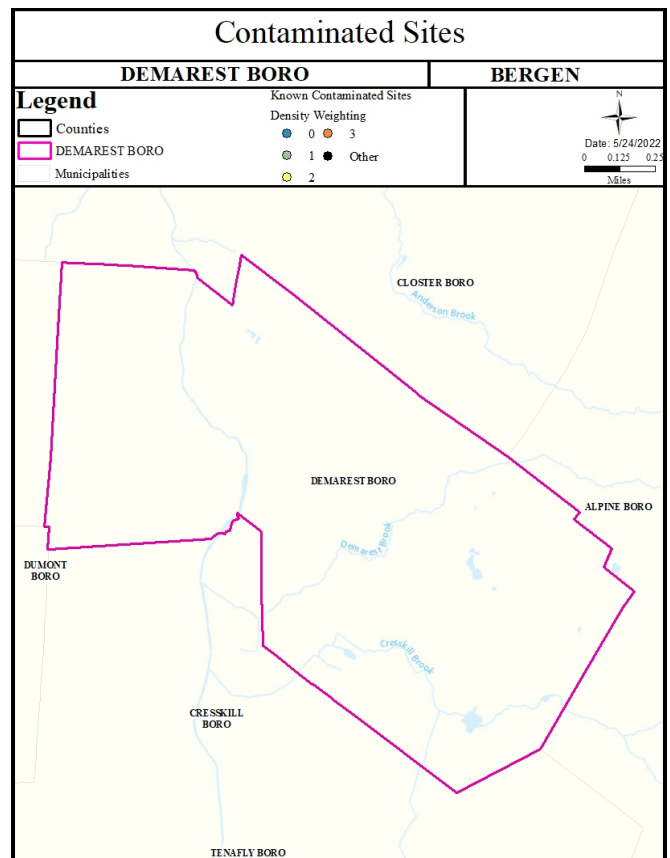 Contaminated Sites
DEMAREST BORO
BERGEN
Legend
Counties
DEMAREST BORO
Municipalities
Known Contaminated Sites
Density Weighting
0
3
1
Other
2
N
Date: 5/24/2022
0 0.125 0.25
Miles
CLOSTER BORO
Anderson Brook
DEMAREST BORO
ALPINE BORO
Demarest Brook
DUMONT
BORO
Cresskill Brook
CRESSKILL
BORO
TENAFLY BORO